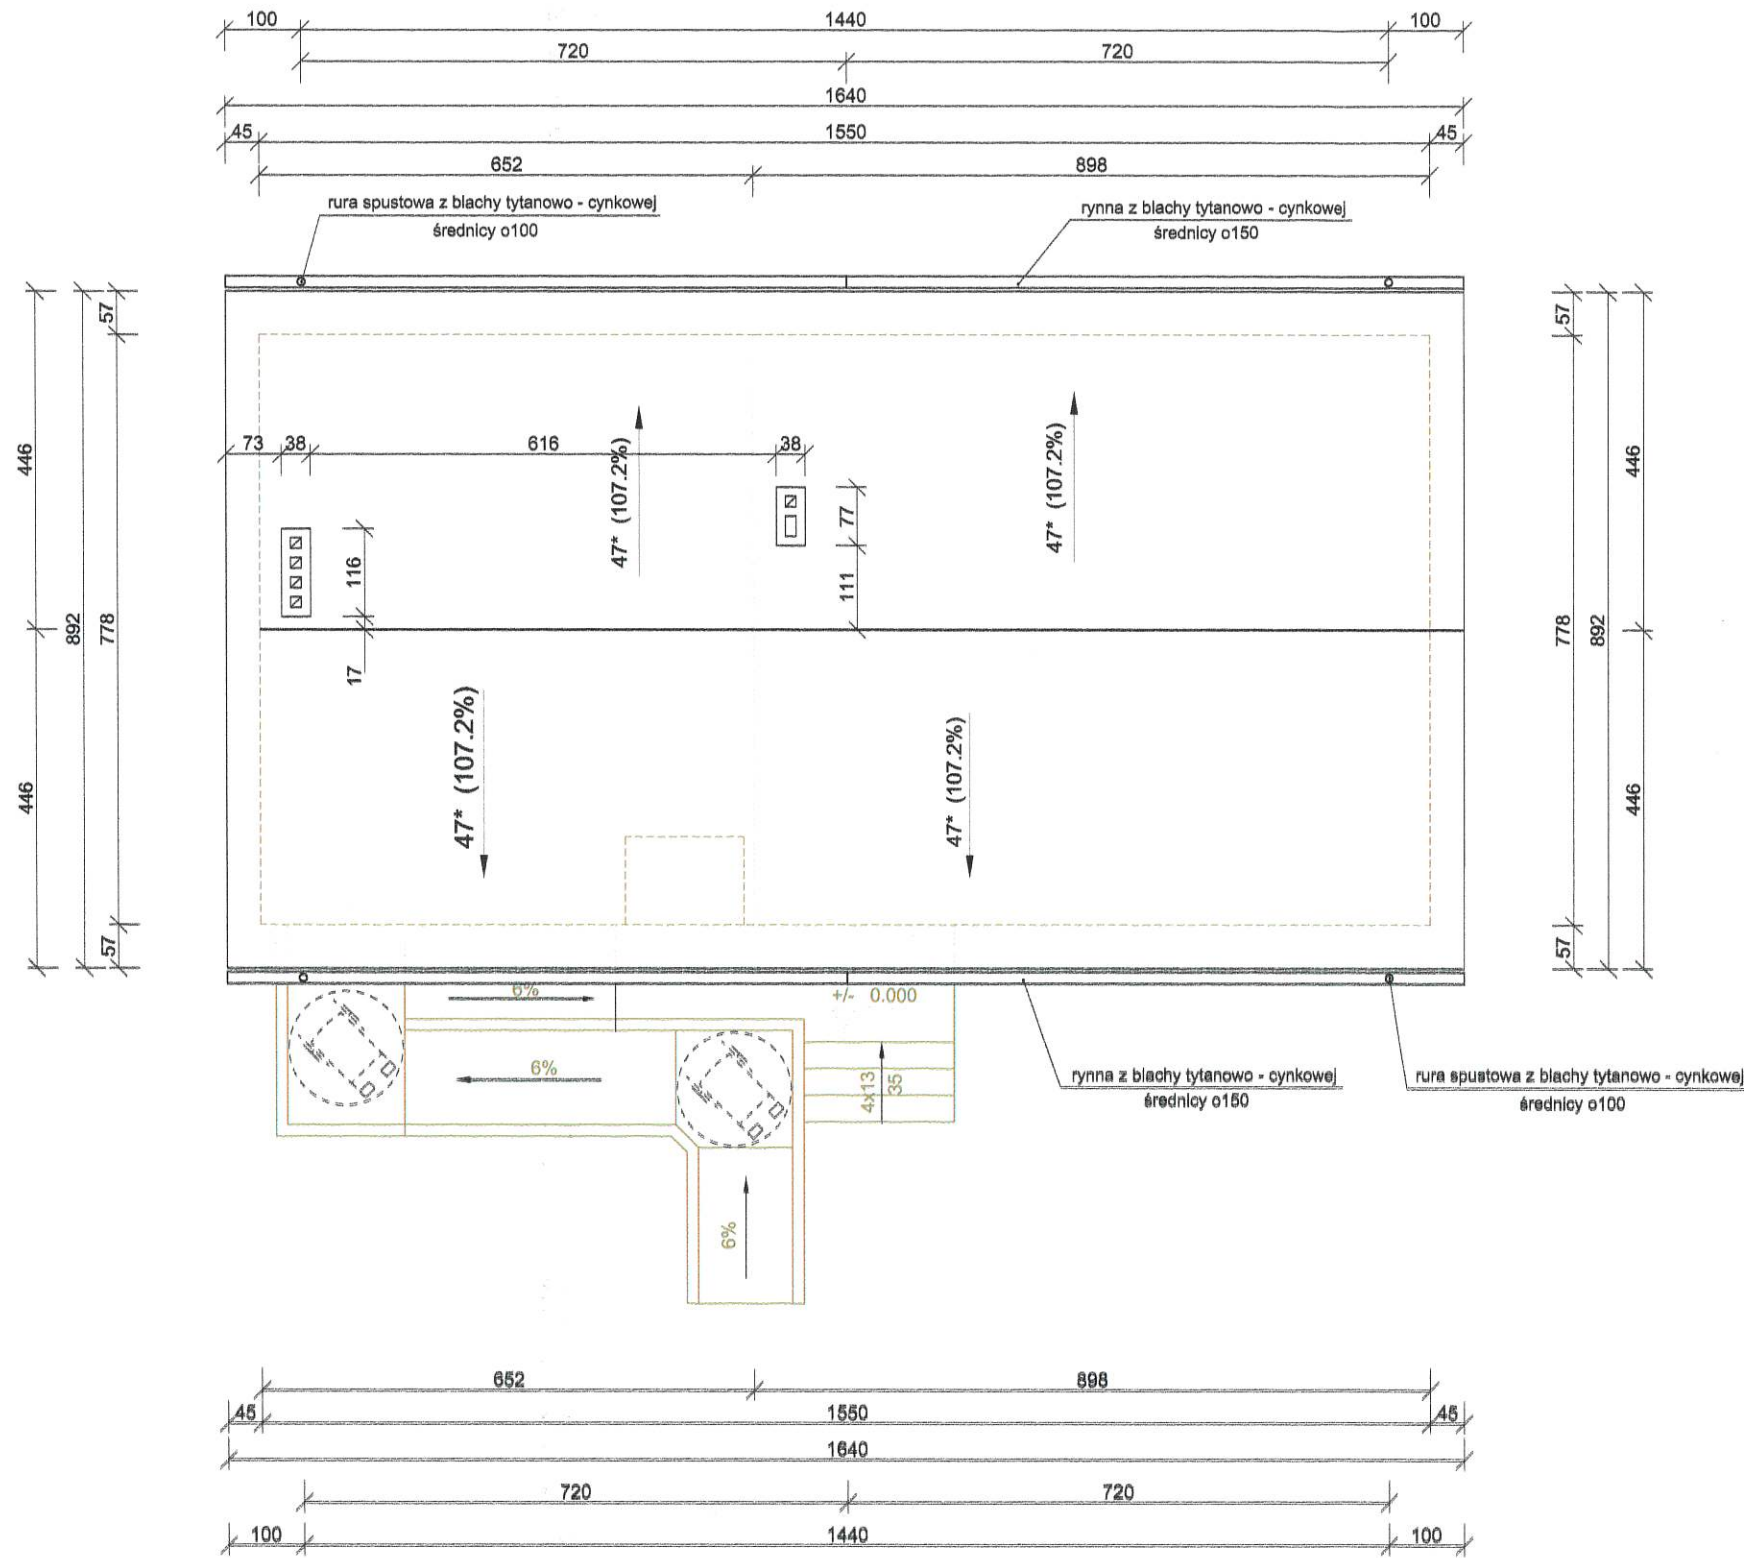 100 1440 100
720 720
1640
45 1550 45
652 898
rura spustowa z blachy tytanowo - cynkowej
średnicy o100
rynna z blachy tytanowo - cynkowej
średnicy o150
57
57
446
892
778
446
57
73 38 616 38
47* (107.2%)
47* (107.2%)
77
111
116
17
47* (107.2%)
47* (107.2%)
446
778
892
446
57
6%
+/- 0.000
6%
4x13
35
6%
rynna z blachy tytanowo - cynkowej
średnicy o150
rura spustowa z blachy tytanowo - cynkowej
średnicy o100
652 898
45 1550 45
1640
720 720
100 1440 100